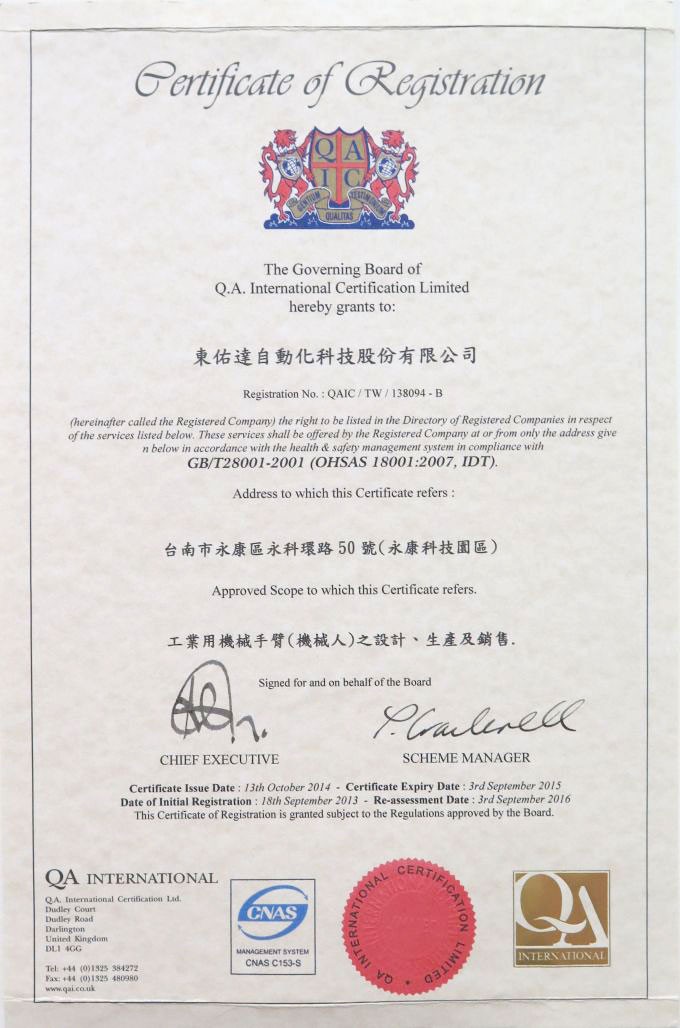 Certificate of Registration
Q A
I C
GENTIUM
TESTIMONIUM
QUALITAS
The Governing Board of
Q.A. International Certification Limited
hereby grants to:
東佑達自動化科技股份有限公司
Registration No. : QAIC / TW / 138094 - B
(hereinafter called the Registered Company) the right to be listed in the Directory of Registered Companies in respect
of the services listed below. These services shall be offered by the Registered Company at or from only the address give
n below in accordance with the health & safety management system in compliance with
GB/T28001-2001 (OHSAS 18001:2007, IDT).
Address to which this Certificate refers :
台南市永康區永科環路 50 號(永康科技園區)
Approved Scope to which this Certificate refers.
工業用機械手臂(機械人)之設計、生產及銷售.
Signed for and on behalf of the Board
CHIEF EXECUTIVE
SCHEME MANAGER
Certificate Issue Date : 13th October 2014 - Certificate Expiry Date : 3rd September 2015
Date of Initial Registration : 18th September 2013 - Re-assessment Date : 3rd September 2016
This Certificate of Registration is granted subject to the Regulations approved by the Board.
QA INTERNATIONAL
Q.A. International Certification Ltd.
Dudley Court
Dudley Road
Darlington
United Kingdom
DL1 4GG
Tel: +44 (0)1325 384272
Fax: +44 (0)1325 480980
www.qai.co.uk
CNAS
MANAGEMENT SYSTEM
CNAS C153-S
QA INTERNATIONAL CERTIFICATION LIMITED
QA
INTERNATIONAL